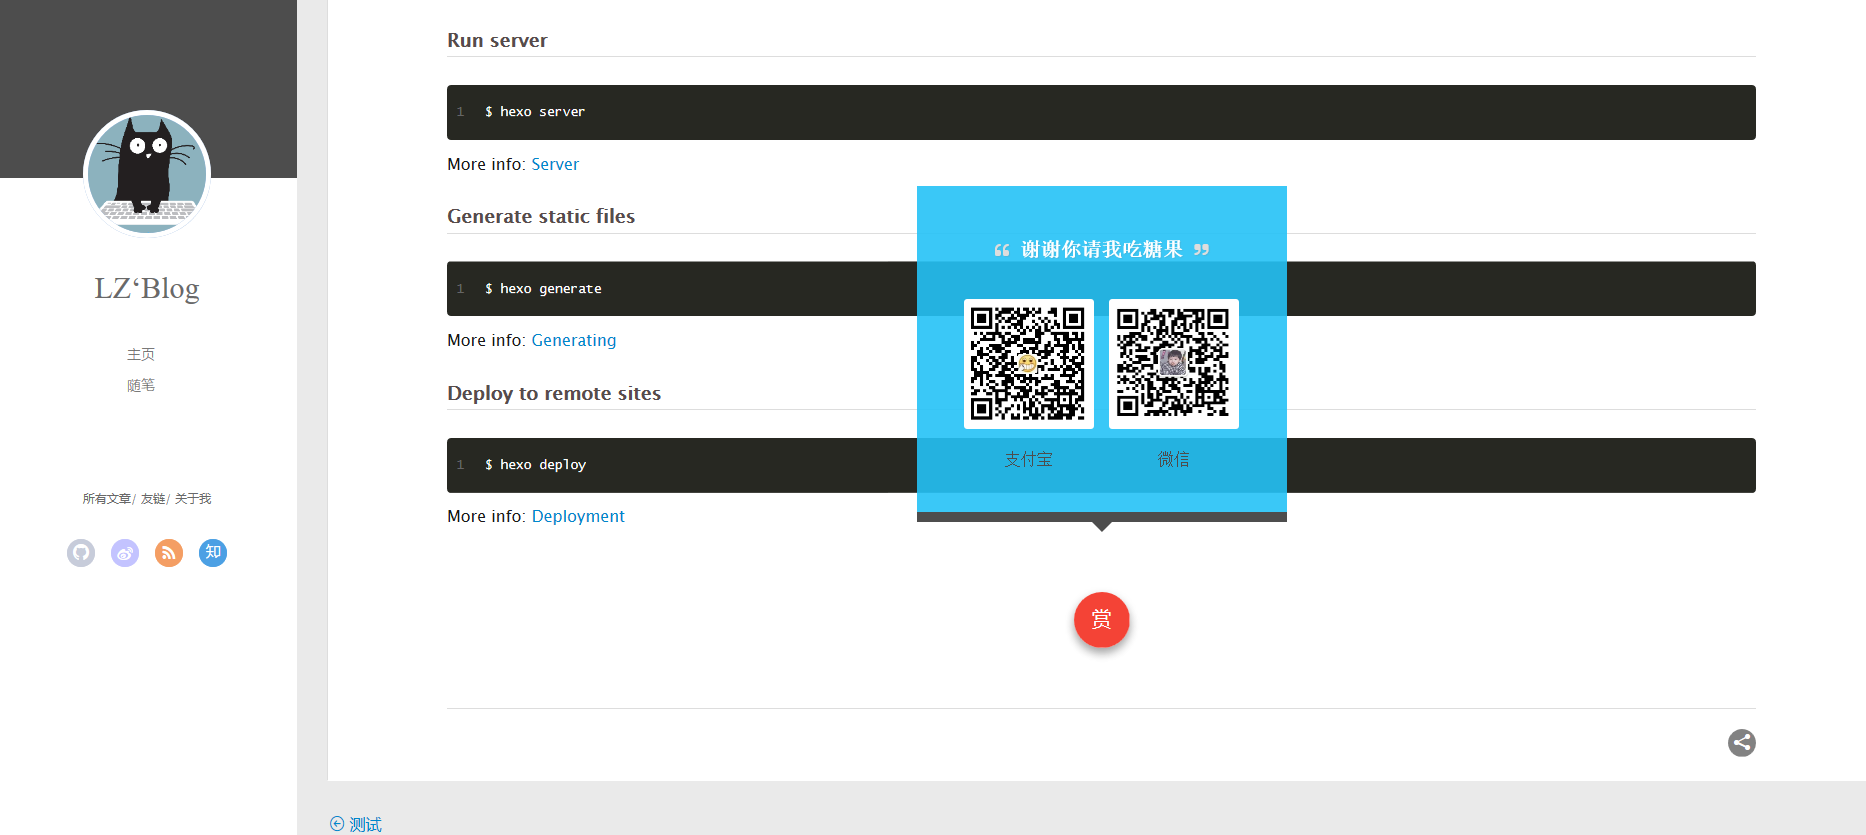 LZ‘Blog
主页
随笔
所有文章/ 友链/ 关于我
知
Run server
1 $ hexo server
More info: Server
Generate static files
1 $ hexo generate
More info: Generating
Deploy to remote sites
1 $ hexo deploy
More info: Deployment
“ 谢谢你请我吃糖果 ”
支付宝 微信
赏
测试